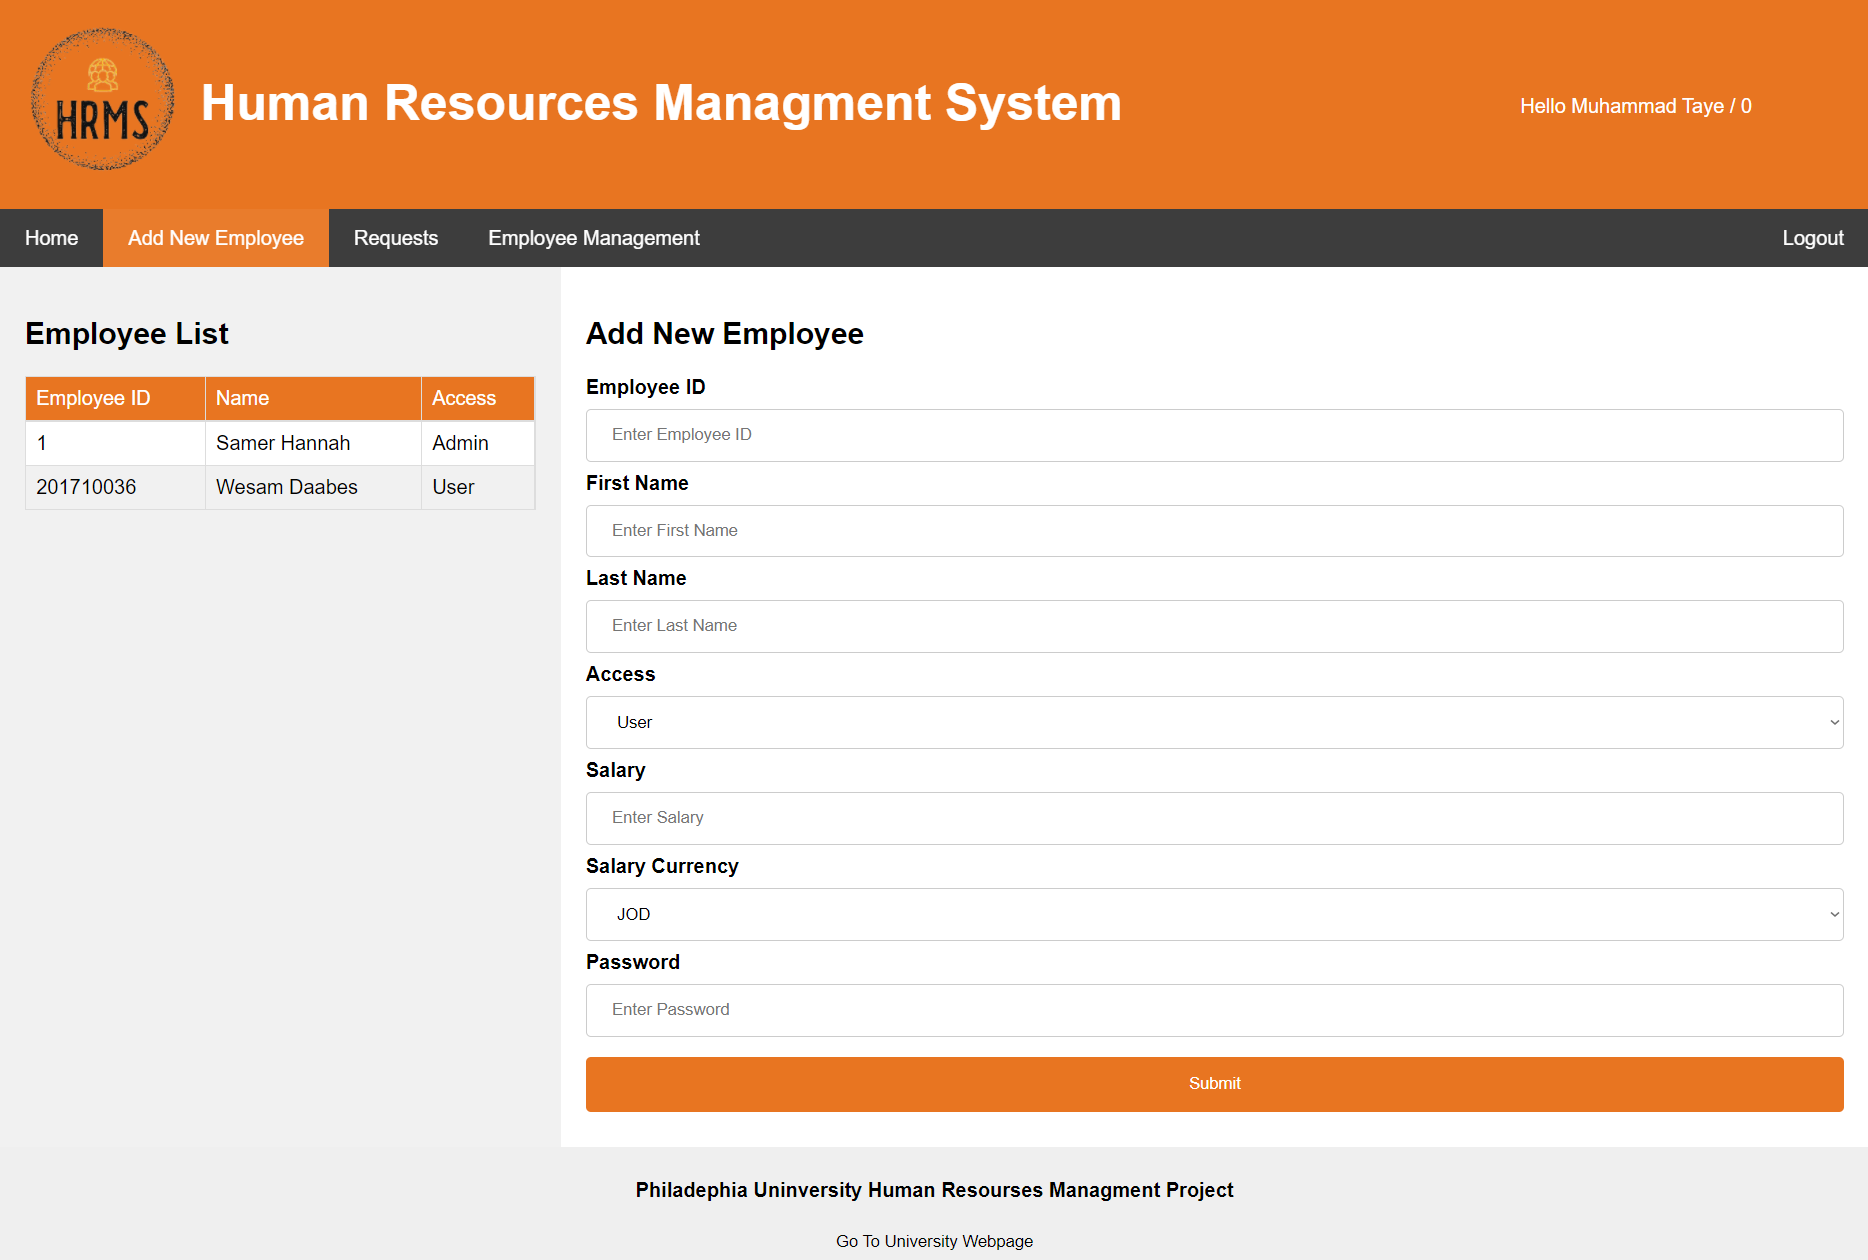 HRMS
Human Resources Managment System
Hello Muhammad Taye / 0
Home Add New Employee Requests Employee Management Logout
Employee List
Employee ID Name Access
1 Samer Hannah Admin
201710036 Wesam Daabes User
Add New Employee
Employee ID
Enter Employee ID
First Name
Enter First Name
Last Name
Enter Last Name
Access
User
Salary
Enter Salary
Salary Currency
JOD
Password
Enter Password
Submit
Philadephia Uninversity Human Resourses Managment Project
Go To University Webpage